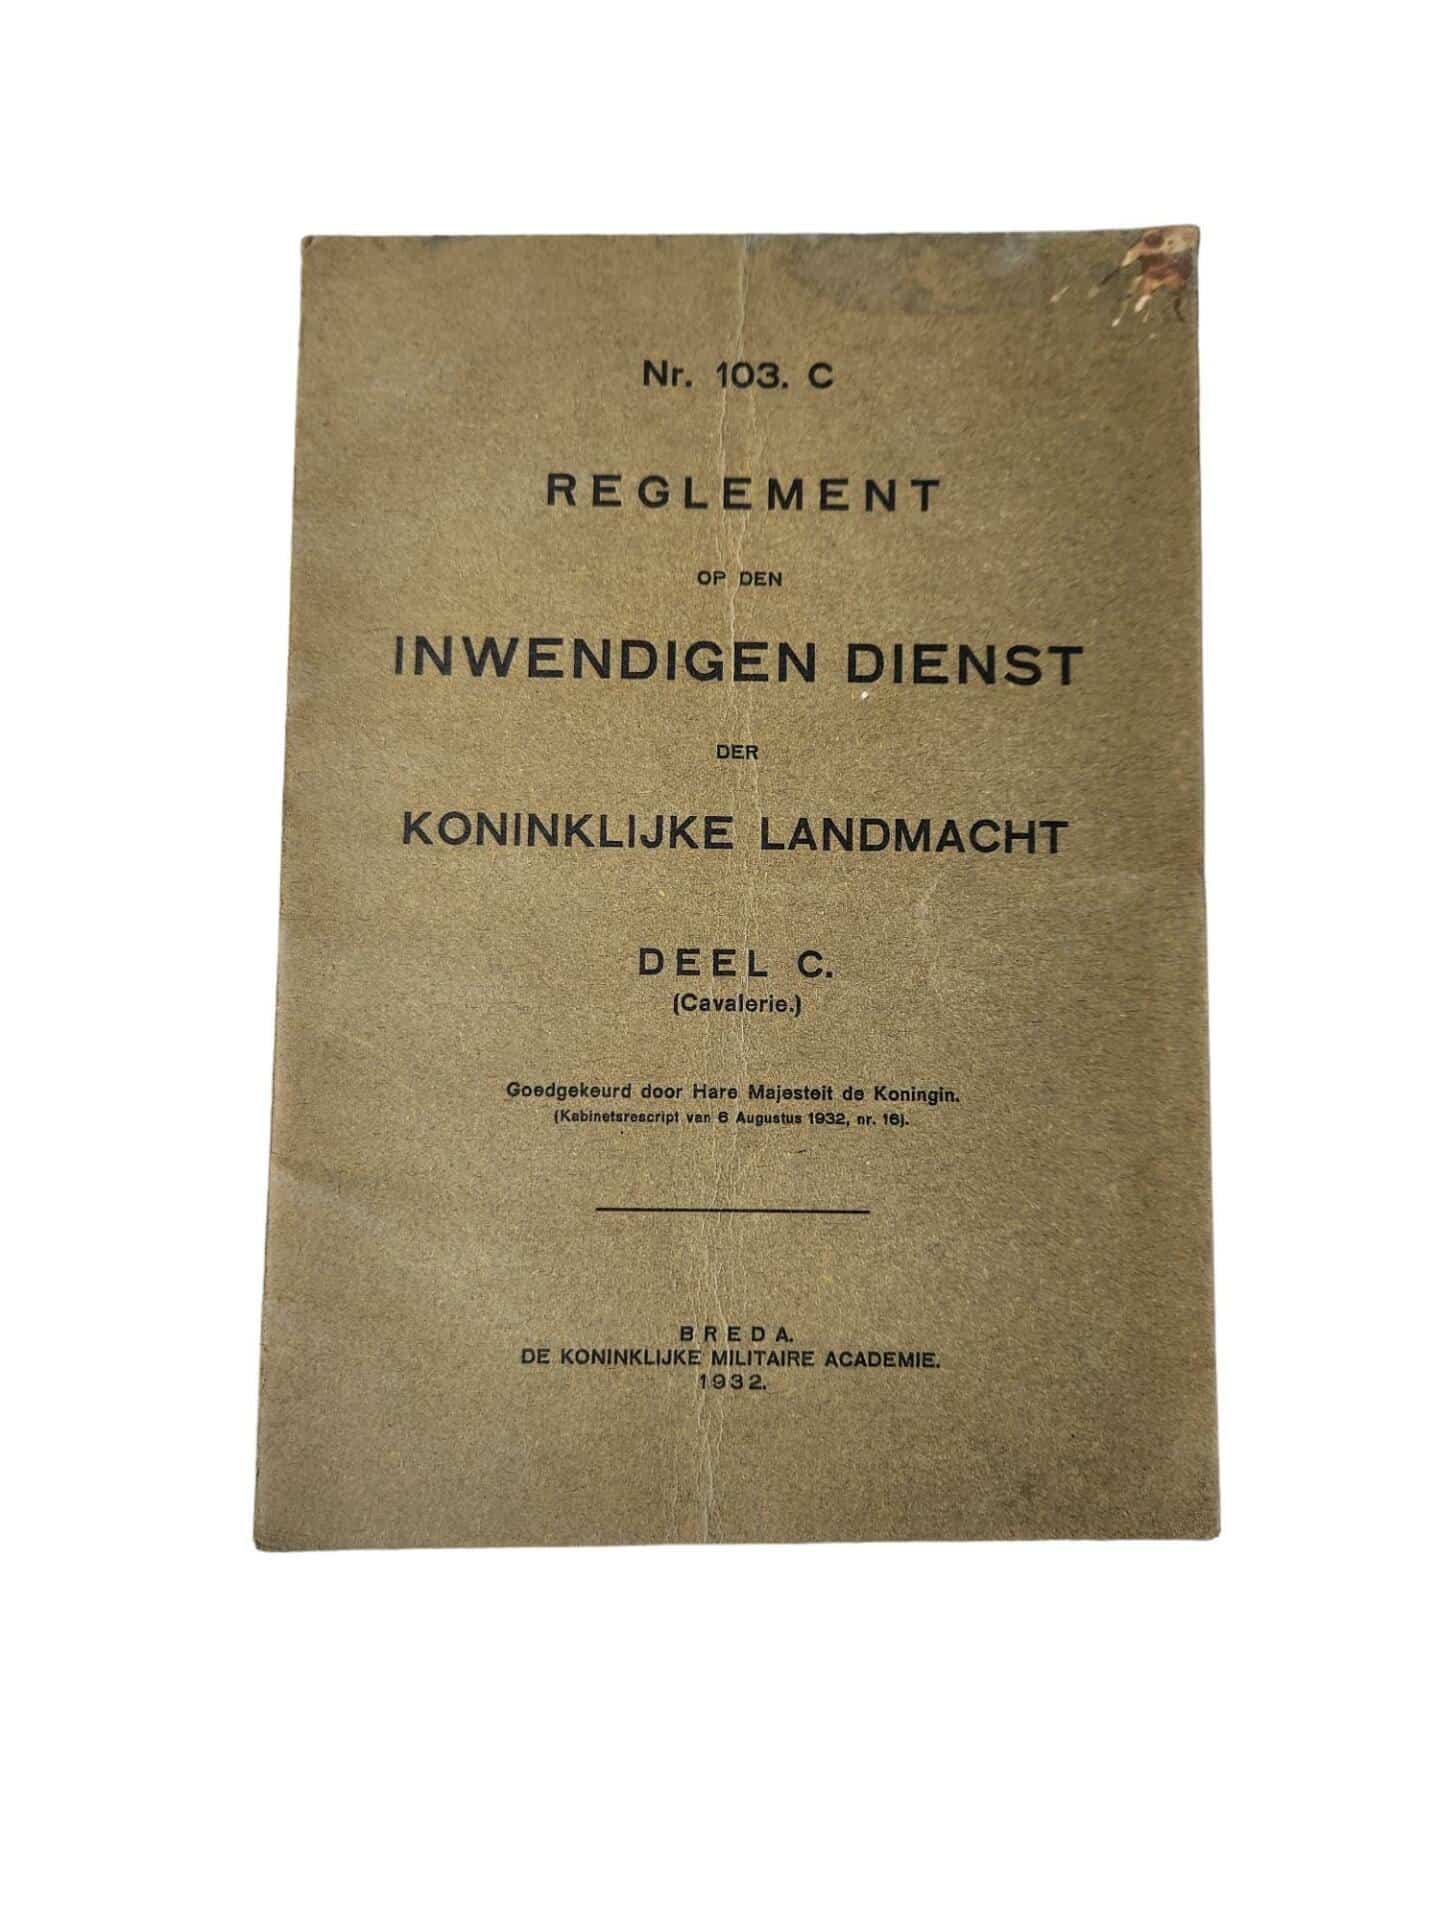 Nr. 103. C
REGLEMENT
OP DEN
INWENDIGEN DIENST
DER
KONINKLIJKE LANDMACHT
DEEL C.
(Cavalerie.)
Goedgekeurd door Hare Majesteit de Koningin.
(Kabinetsrescript van 6 Augustus 1932, nr. 16).
BREDA.
DE KONINKLIJKE MILITAIRE ACADEMIE.
1932.